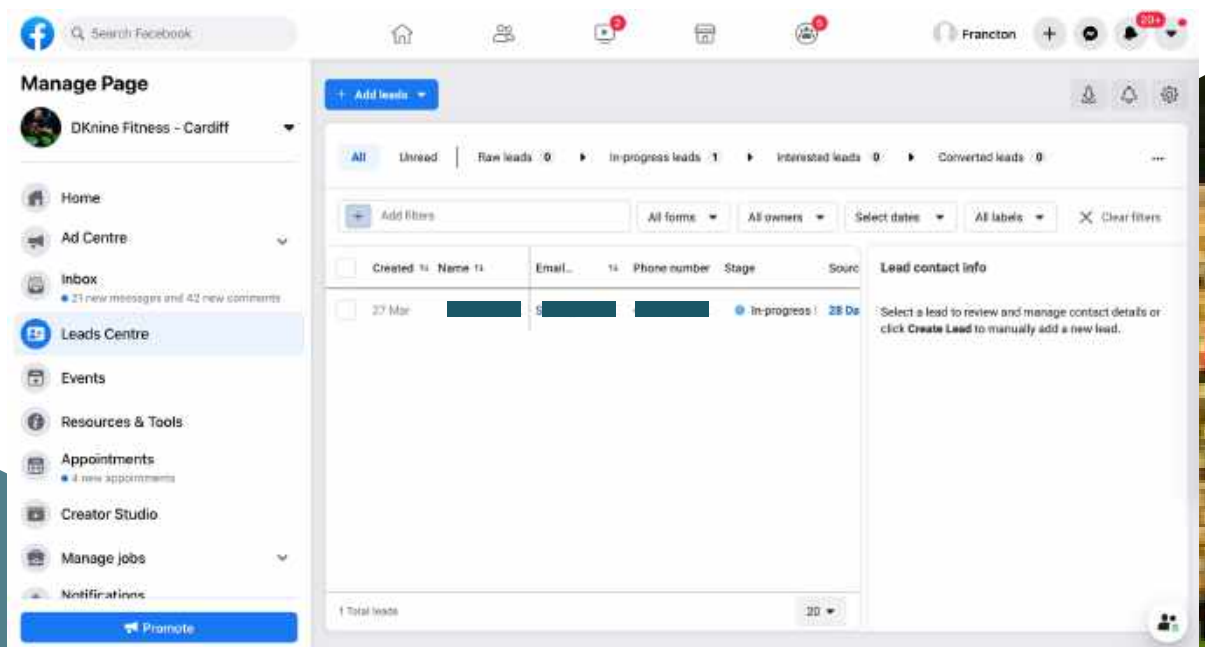 Search Facebook
2
6
Francton
20+
Manage Page
DKnine Fitness - Cardiff
Home
Ad Centre
Inbox
21 new messages and 42 new comments
Leads Centre
Events
Resources & Tools
Appointments
4 new appointments
Creator Studio
Manage jobs
Notifications
Promote
+ Add leads
All Unread Raw leads 0 In-progress leads 1 Interested leads 0 Converted leads 0 ...
+ Add filters All forms All owners Select dates All labels Clear filters
Created Name Email... Phone number Stage Sourc
27 Mar S In-progress 28 Da
1 Total leads 20
Lead contact info
Select a lead to review and manage contact details or
click Create Lead to manually add a new lead.